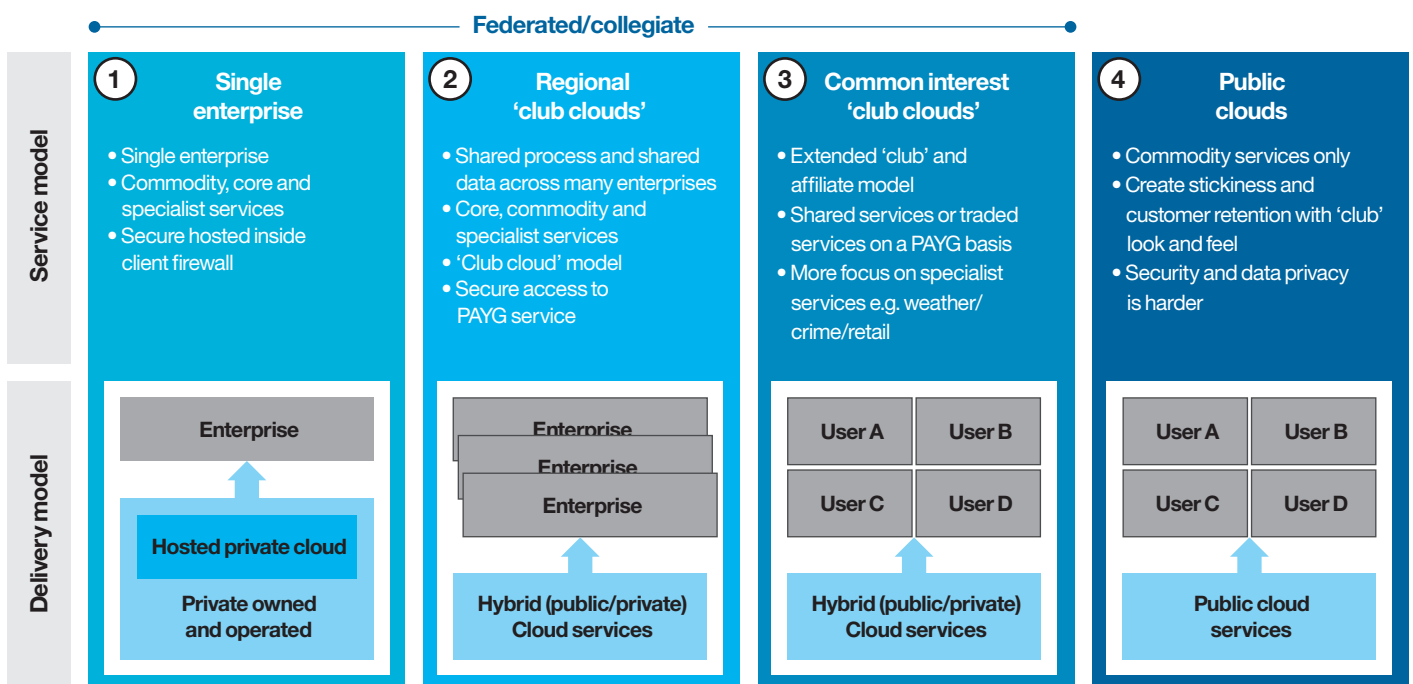 Federated/collegiate
Service model
1
Single
enterprise
• Single enterprise
• Commodity, core and
specialist services
• Secure hosted inside
client firewall
2
Regional
‘club clouds’
• Shared process and shared
data across many enterprises
• Core, commodity and
specialist services
• ‘Club cloud’ model
• Secure access to
PAYG service
3
Common interest
‘club clouds’
• Extended ‘club’ and
affiliate model
• Shared services or traded
services on a PAYG basis
• More focus on specialist
services e.g. weather/
crime/retail
4
Public
clouds
• Commodity services only
• Create stickiness and
customer retention with ‘club’
look and feel
• Security and data privacy
is harder
Delivery model
Enterprise
Hosted private cloud
Private owned
and operated
Enterprise
Enterprise
Enterprise
Hybrid (public/private)
Cloud services
User A
User B
User C
User D
Hybrid (public/private)
Cloud services
User A
User B
User C
User D
Public cloud
services